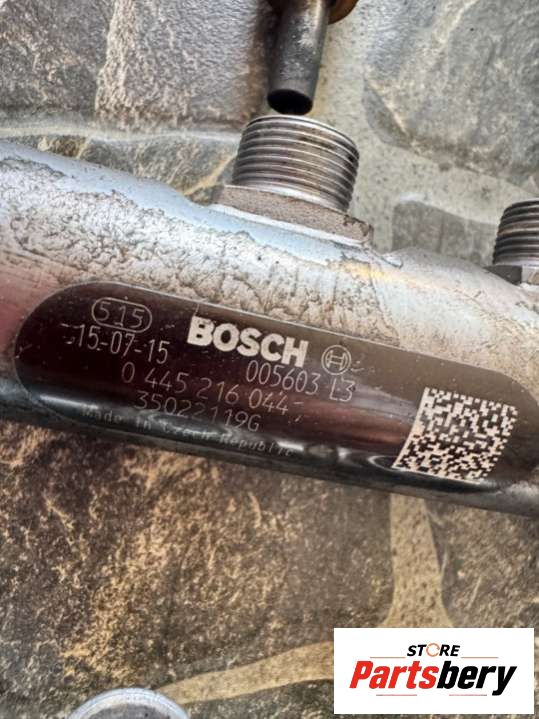 515
15-07-15
BOSCH
005603 L3
0 445 216 044
35022119G
Made in Czech Republic
STORE
Partsbery